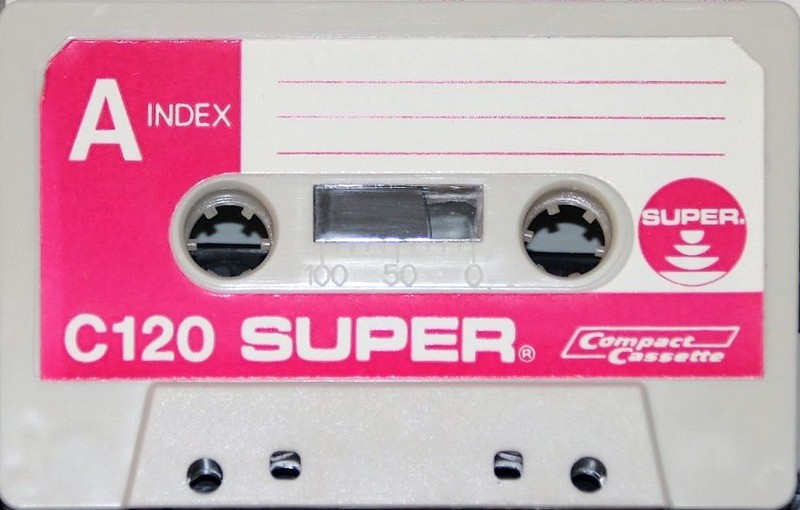 A INDEX
SUPER.
100 50 0
C120 SUPER®
Compact
Cassette